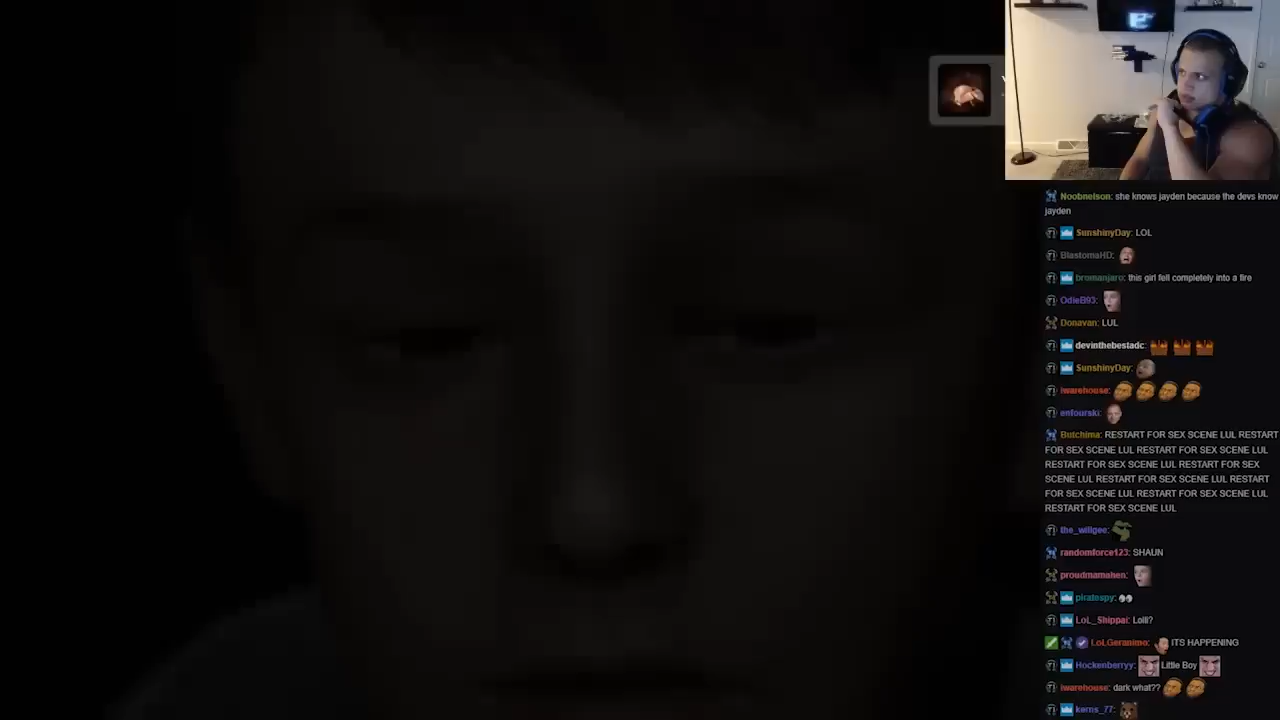 Noobnelson: she knows jayden because the devs know
jayden
SunshinyDay: LOL
BlastomaHD:
bromanjaro: this girl fell completely into a fire
OdieB93:
Donavan: LUL
devinthebestadc:
SunshinyDay:
iwarehouse:
enfourski:
Butchima: RESTART FOR SEX SCENE LUL RESTART
FOR SEX SCENE LUL RESTART FOR SEX SCENE LUL
RESTART FOR SEX SCENE LUL RESTART FOR SEX
SCENE LUL RESTART FOR SEX SCENE LUL RESTART
FOR SEX SCENE LUL RESTART FOR SEX SCENE LUL
RESTART FOR SEX SCENE LUL
the_willgee:
randomforce123: SHAUN
proudmamahen:
piratespy:
LoL_Shippai: Lolli?
LoLGeranimo: ITS HAPPENING
Hockenberryy: Little Boy
iwarehouse: dark what??
kerns_77: